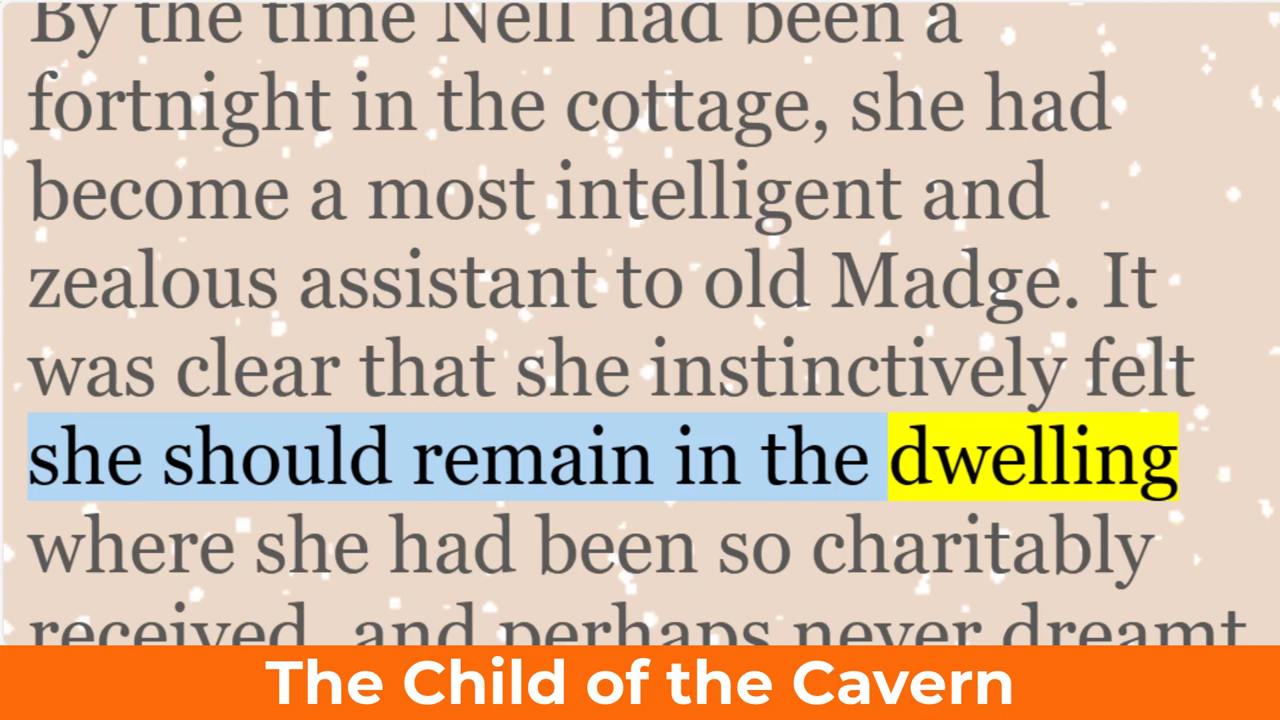 By the time Nell had been a
fortnight in the cottage, she had
become a most intelligent and
zealous assistant to old Madge. It
was clear that she instinctively felt
she should remain in the dwelling
where she had been so charitably
received, and perhaps never dreamt
The Child of the Cavern